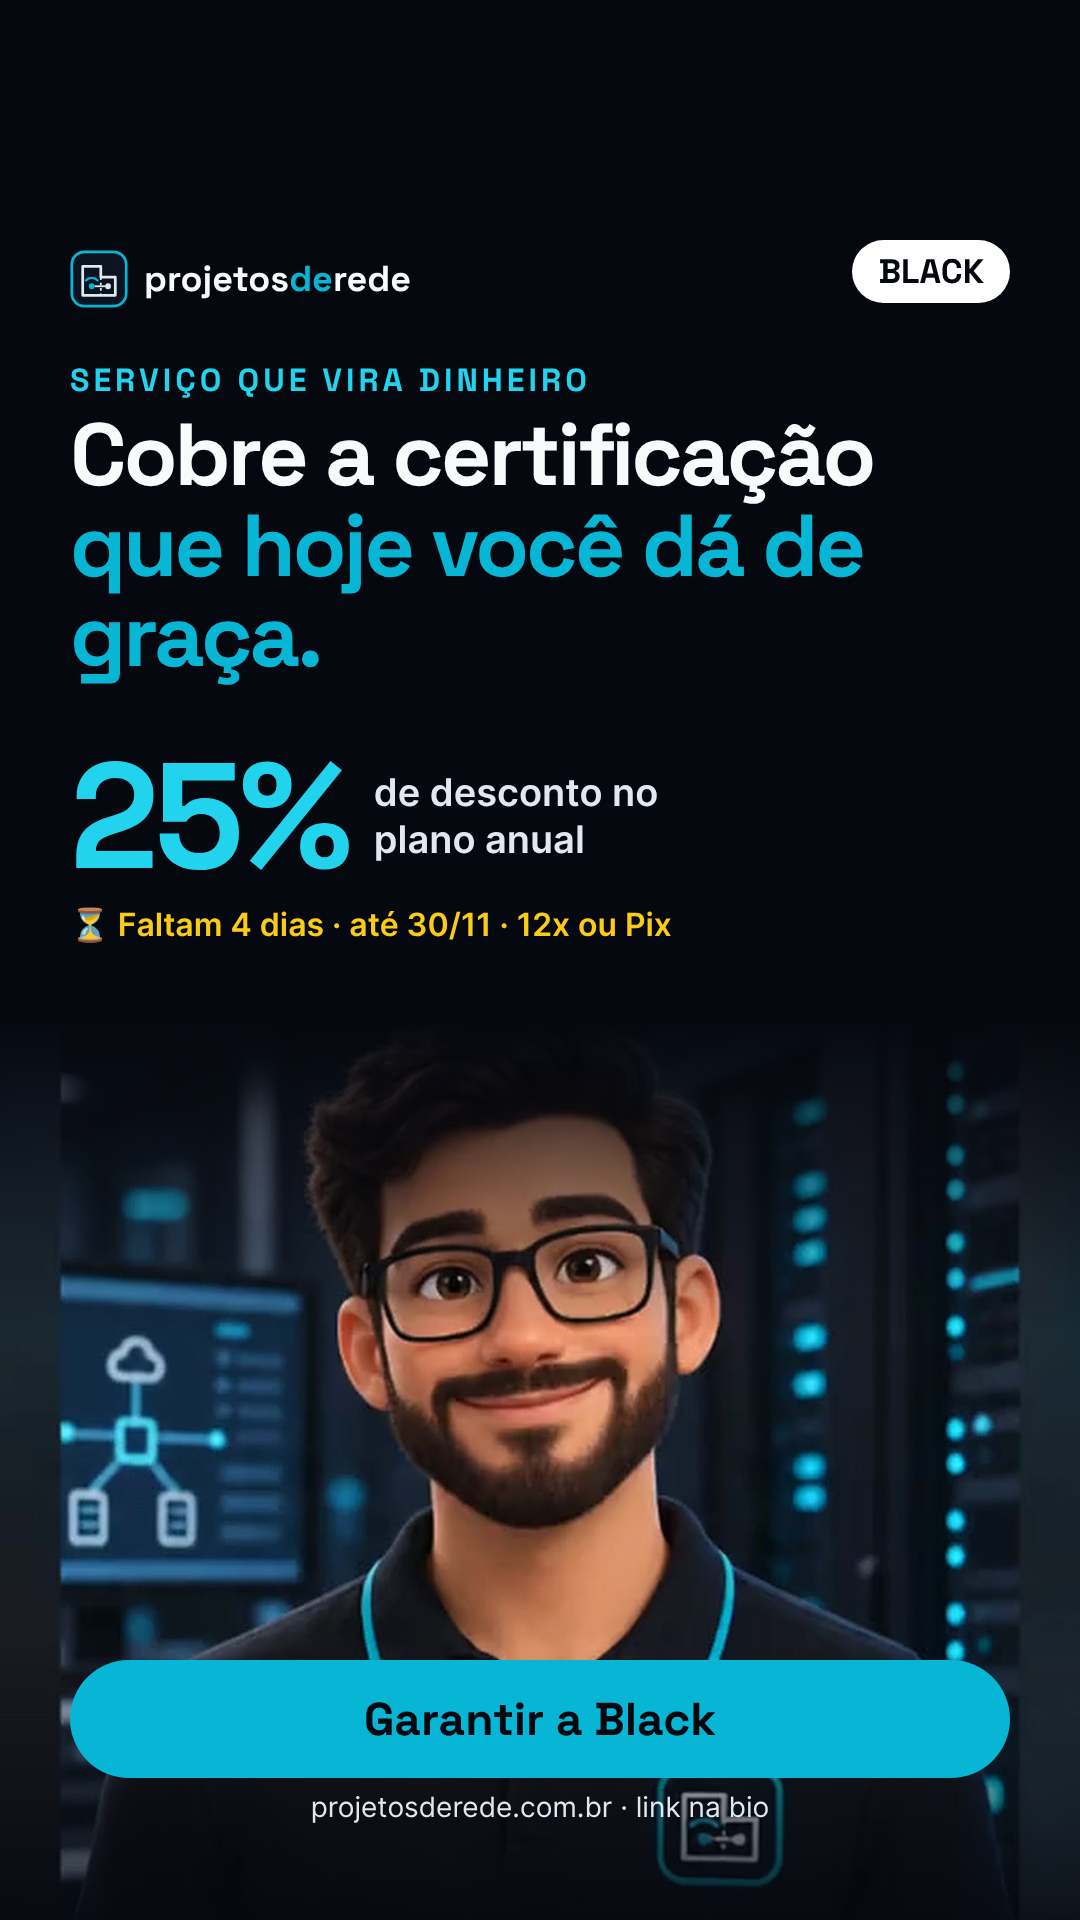 projetosderede
BLACK
SERVIÇO QUE VIRA DINHEIRO
Cobre a certificação
que hoje você dá de
graça.
25%
de desconto no
plano anual
⏳ Faltam 4 dias · até 30/11 · 12x ou Pix
Garantir a Black
projetosderede.com.br · link na bio